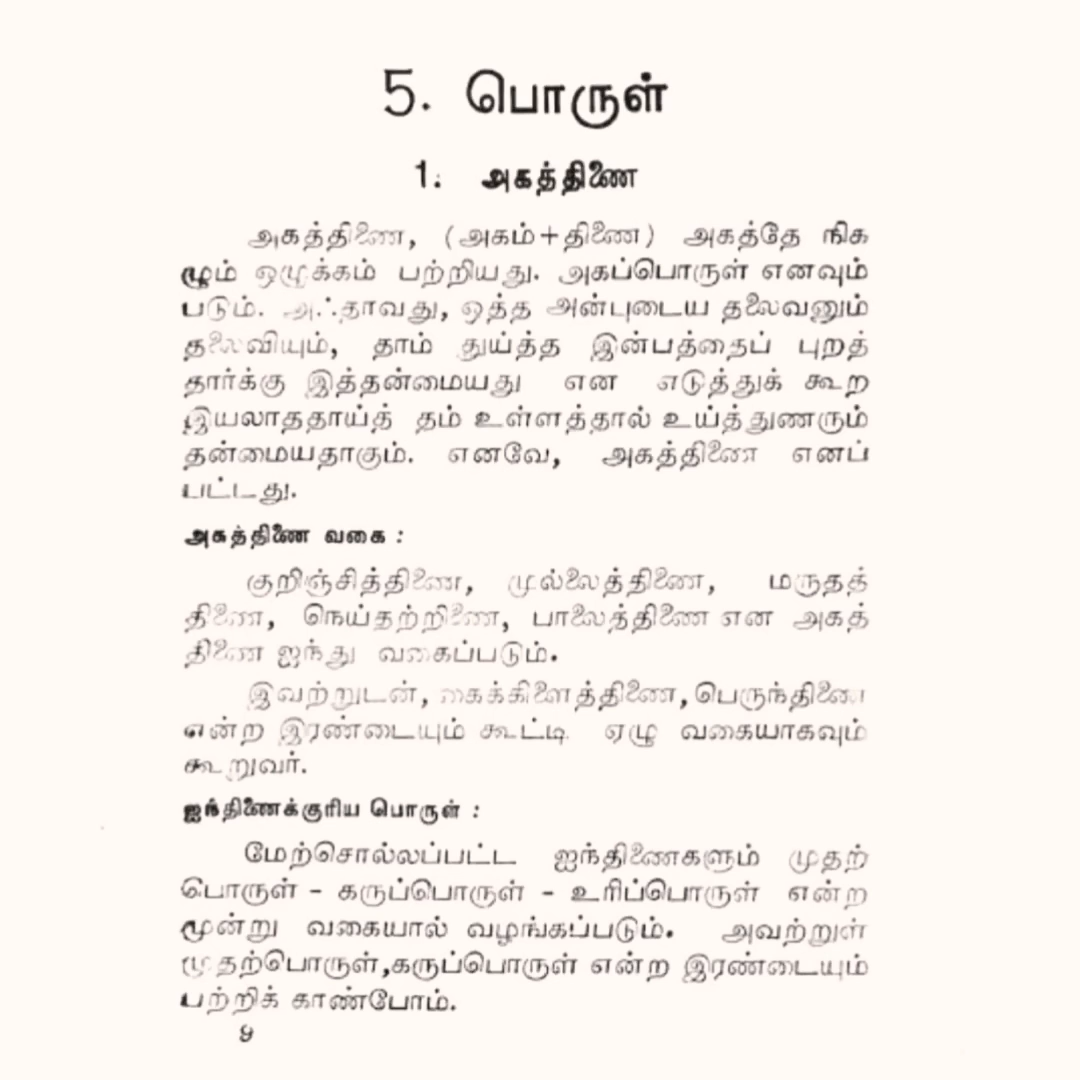 5. பொருள்
1. அகத்திணை
அகத்திணை, (அகம்+திணை) அகத்தே நிக
ழும் ஒழுக்கம் பற்றியது. அகப்பொருள் எனவும்
படும். அஃதாவது, ஒத்த அன்புடைய தலைவனும்
தலைவியும், தாம் துய்த்த இன்பத்தைப் புறத்
தார்க்கு இத்தன்மையது என எடுத்துக் கூற
இயலாததாய்த் தம் உள்ளத்தால் உய்த்துணரும்
தன்மையதாகும். எனவே, அகத்திணை எனப்
பட்டது.
அகத்திணை வகை :
குறிஞ்சித்திணை, முல்லைத்திணை, மருதத்
திணை, நெய்தற்றிணை, பாலைத்திணை என அகத்
திணை ஐந்து வகைப்படும்.
இவற்றுடன், கைக்கிளைத்திணை, பெருந்திணை
என்ற இரண்டையும் கூட்டி ஏழு வகையாகவும்
கூறுவர்.
ஐந்திணைக்குரிய பொருள் :
மேற்சொல்லப்பட்ட ஐந்திணைகளும் முதற்
பொருள் - கருப்பொருள் - உரிப்பொருள் என்ற
மூன்று வகையால் வழங்கப்படும். அவற்றுள்
முதற்பொருள்,கருப்பொருள் என்ற இரண்டையும்
பற்றிக் காண்போம்.
9